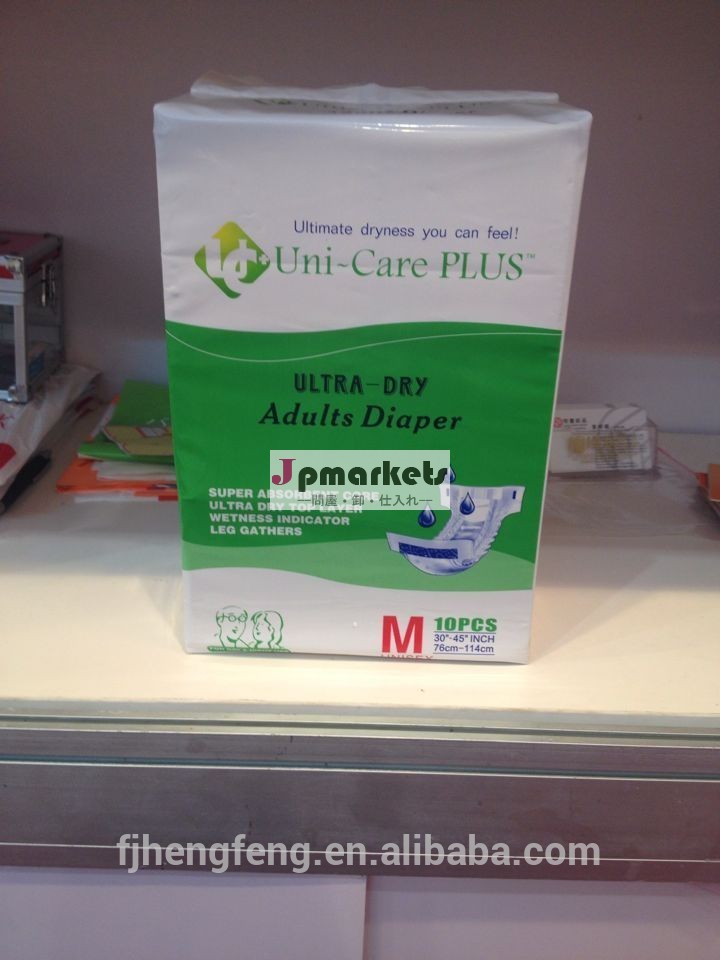 Ultimate dryness you can feel!
Uni-Care PLUS™
ULTRA-DRY
Adults Diaper
Jpmarkets
—問屋・卸・仕入れ—
SUPER ABSORBENT CORE
ULTRA DRY TOP LAYER
WETNESS INDICATOR
LEG GATHERS
M
UNISEX
10PCS
30"-45" INCH
76cm-114cm
fjhengfeng.en.alibaba.com